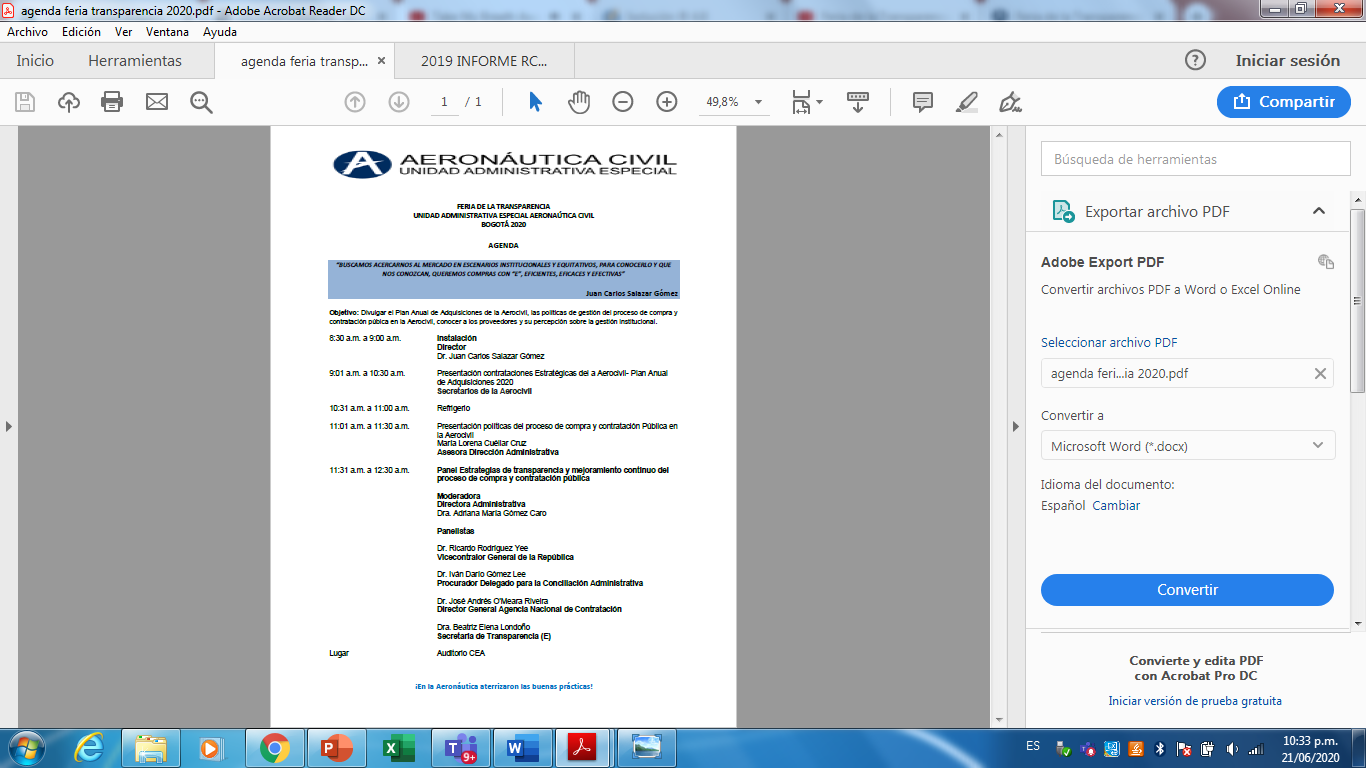 agenda feria transparencia 2020.pdf - Adobe Acrobat Reader DC
Archivo Edición Ver Ventana Ayuda
Inicio Herramientas agenda feria transp... × 2019 INFORME RC... ? Iniciar sesión
1 / 1 49,8% Compartir
AERONÁUTICA CIVIL
UNIDAD ADMINISTRATIVA ESPECIAL
FERIA DE LA TRANSPARENCIA
UNIDAD ADMINISTRATIVA ESPECIAL AERONAÚTICA CIVIL
BOGOTÁ 2020
AGENDA
"BUSCAMOS ACERCARNOS AL MERCADO EN ESCENARIOS INSTITUCIONALES Y EQUITATIVOS, PARA CONOCERLO Y QUE
NOS CONOZCAN, QUEREMOS COMPRAS CON "E", EFICIENTES, EFICACES Y EFECTIVAS"
Juan Carlos Salazar Gómez
Objetivo: Divulgar el Plan Anual de Adquisiciones de la Aerocivil, las políticas de gestión del proceso de compra y
contratación pública en la Aerocivil, conocer a los proveedores y su percepción sobre la gestión institucional.
8:30 a.m. a 9:00 a.m. Instalación
Director
Dr. Juan Carlos Salazar Gómez
9:01 a.m. a 10:30 a.m. Presentación contrataciones Estratégicas del a Aerocivil- Plan Anual
de Adquisiciones 2020
Secretarios de la Aerocivil
10:31 a.m. a 11:00 a.m. Refrigerio
11:01 a.m. a 11:30 a.m. Presentación políticas del proceso de compra y contratación Pública en
la Aerocivil
María Lorena Cuéllar Cruz
Asesora Dirección Administrativa
11:31 a.m. a 12:30 a.m. Panel Estrategias de transparencia y mejoramiento continuo del
proceso de compra y contratación pública
Moderadora
Directora Administrativa
Dra. Adriana María Gómez Caro
Panelistas
Dr. Ricardo Rodríguez Yee
Vicecontralor General de la República
Dr. Iván Darío Gómez Lee
Procurador Delegado para la Conciliación Administrativa
Dr. José Andrés O'Meara Riveira
Director General Agencia Nacional de Contratación
Dra. Beatriz Elena Londoño
Secretaria de Transparencia (E)
Lugar Auditorio CEA
¡En la Aeronáutica aterrizaron las buenas prácticas!
Búsqueda de herramientas
Exportar archivo PDF
Adobe Export PDF
Convertir archivos PDF a Word o Excel Online
Seleccionar archivo PDF
agenda feri...ia 2020.pdf
Convertir a
Microsoft Word (*.docx)
Idioma del documento:
Español Cambiar
Convertir
Convierte y edita PDF
con Acrobat Pro DC
Iniciar versión de prueba gratuita
9+
ES
10:33 p.m.
21/06/2020